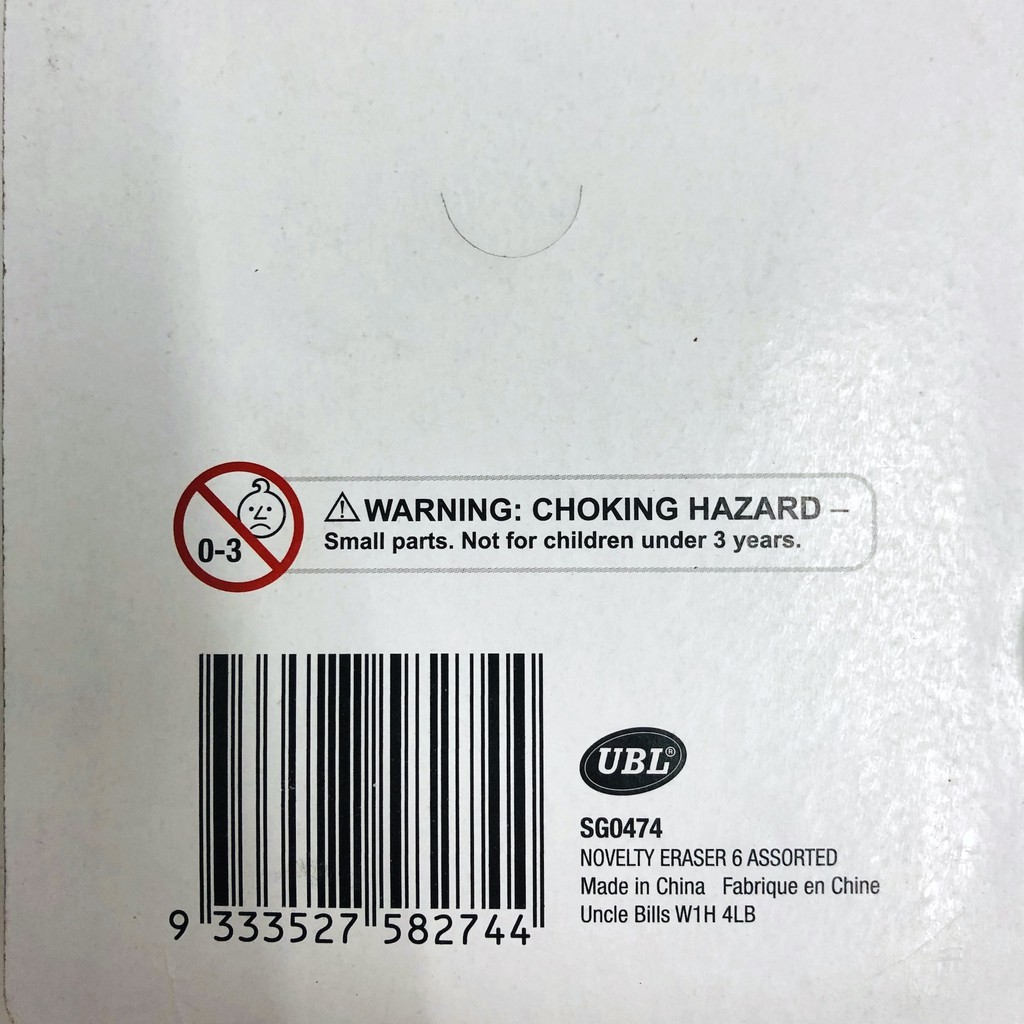 0-3
⚠WARNING: CHOKING HAZARD –
Small parts. Not for children under 3 years.
UBL®
SG0474
NOVELTY ERASER 6 ASSORTED
Made in China Fabrique en Chine
Uncle Bills W1H 4LB
9 333527 582744